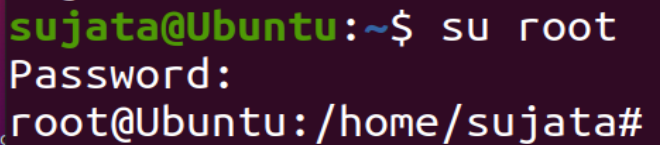 sujata@Ubuntu:~$ su root
Password:
root@Ubuntu:/home/sujata#